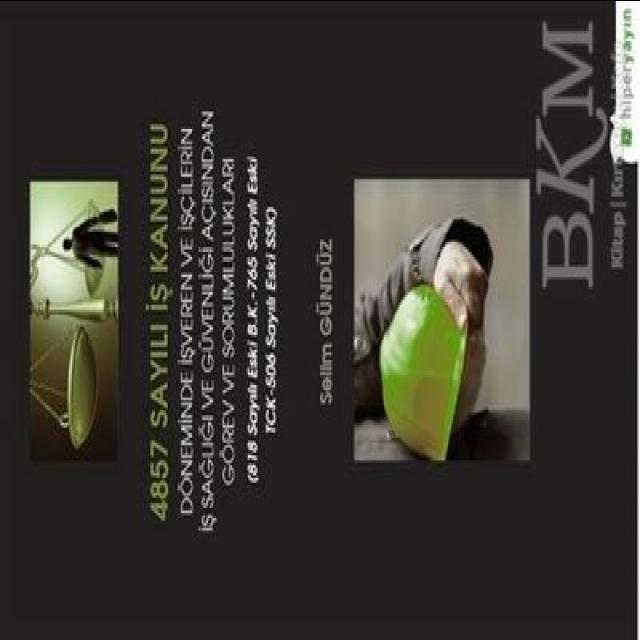 4857 SAYILI İŞ KANUNU
DÖNEMİNDE İŞVEREN VE İŞÇİLERİN
İŞ SAĞLIĞI VE GÜVENLİĞİ AÇISINDAN
GÖREV VE SORUMLULUKLARI
(818 Sayılı Eski B.K.-765 Sayılı Eski
TCK-506 Sayılı Eski SSK)
Selim GÜNDÜZ
BKM
Kitap |
hiperyayın